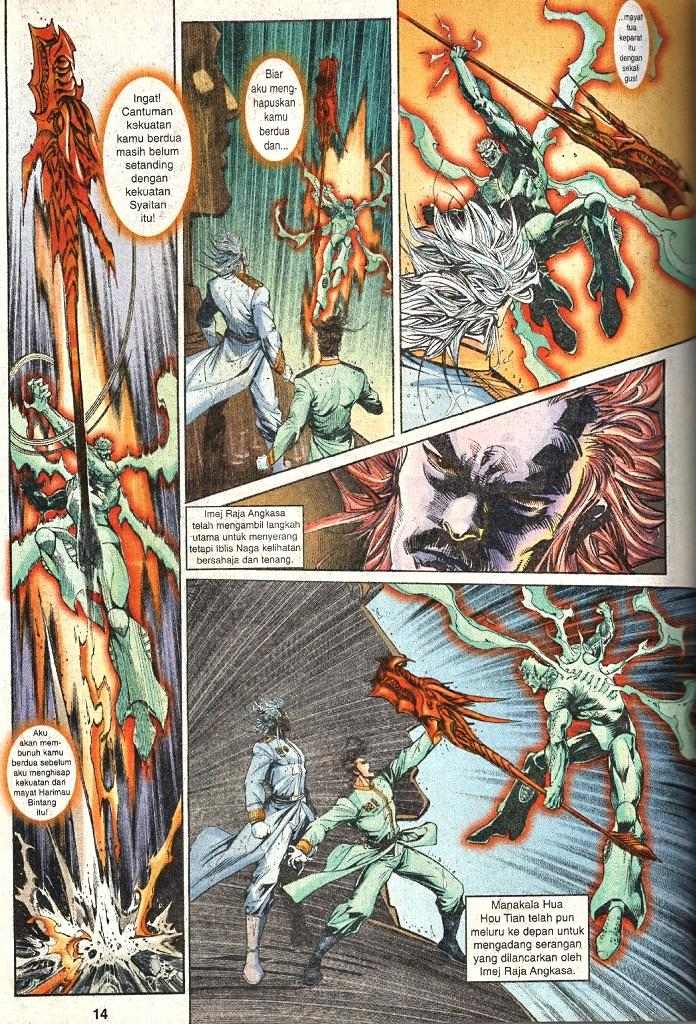 Ingat!
Cantuman
kekuatan
kamu berdua
masih belum
setanding
dengan
kekuatan
Syaitan
itu!
Aku
akan mem-
bunuh kamu
berdua sebelum
aku menghisap
kekuatan dari
mayat Harimau
Bintang
itu!
Biar
aku meng-
hapuskan
kamu
berdua
dan...
...mayat
tua
keparat
itu
dengan
sekali
gus!
Imej Raja Angkasa
telah mengambil langkah
utama untuk menyerang
tetapi Iblis Naga kelihatan
bersahaja dan tenang.
Manakala Hua
Hou Tian telah pun
meluru ke depan untuk
mengadang serangan
yang dilancarkan oleh
Imej Raja Angkasa.
14